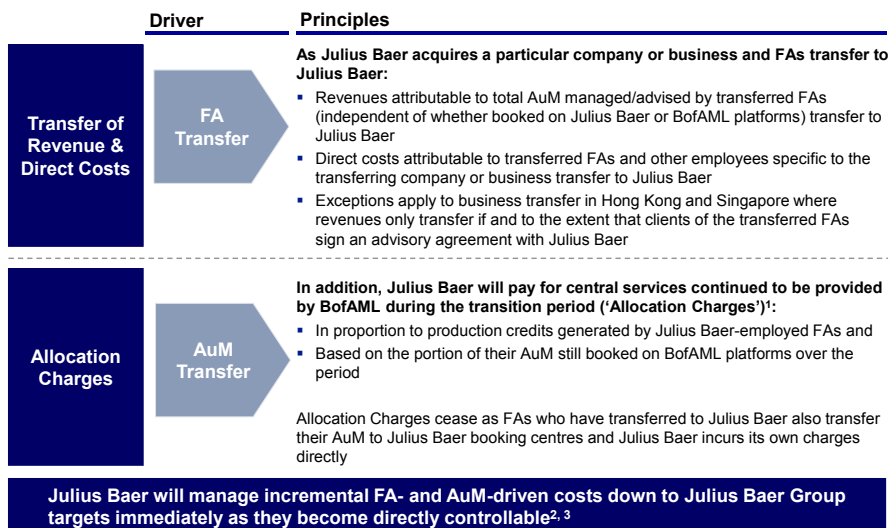 Driver
Principles
Transfer of
Revenue &
Direct Costs
FA
Transfer
As Julius Baer acquires a particular company or business and FAs transfer to
Julius Baer:
▪ Revenues attributable to total AuM managed/advised by transferred FAs
(independent of whether booked on Julius Baer or BofAML platforms) transfer to
Julius Baer
▪ Direct costs attributable to transferred FAs and other employees specific to the
transferring company or business transfer to Julius Baer
▪ Exceptions apply to business transfer in Hong Kong and Singapore where
revenues only transfer if and to the extent that clients of the transferred FAs
sign an advisory agreement with Julius Baer
Allocation
Charges
AuM
Transfer
In addition, Julius Baer will pay for central services continued to be provided
by BofAML during the transition period (‘Allocation Charges’)¹:
▪ In proportion to production credits generated by Julius Baer-employed FAs and
▪ Based on the portion of their AuM still booked on BofAML platforms over the
period
Allocation Charges cease as FAs who have transferred to Julius Baer also transfer
their AuM to Julius Baer booking centres and Julius Baer incurs its own charges
directly
Julius Baer will manage incremental FA- and AuM-driven costs down to Julius Baer Group
targets immediately as they become directly controllable²,³